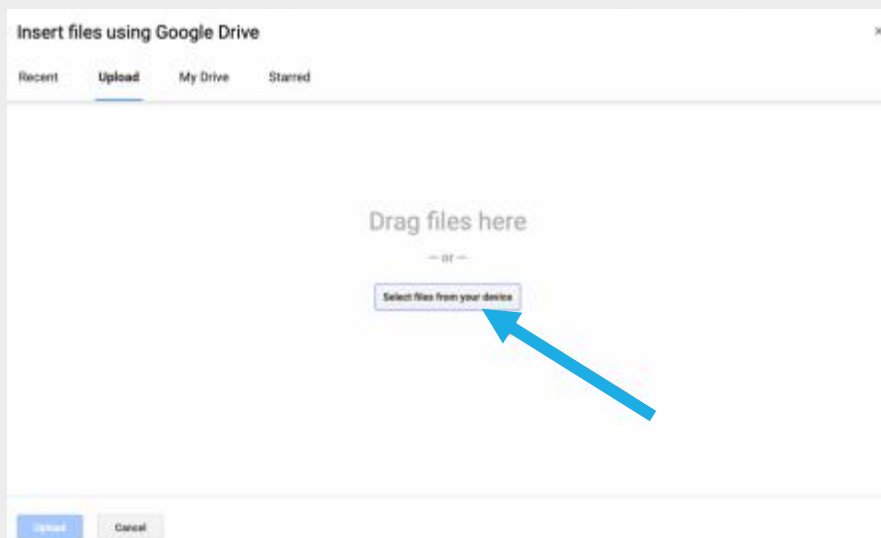 Insert files using Google Drive
×
Recent Upload My Drive Starred
Drag files here
— or —
Select files from your device
Upload Cancel